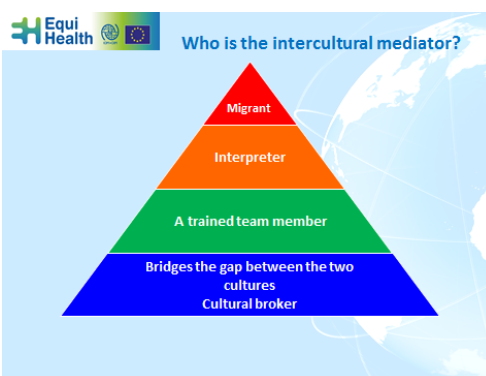 Equi
Health
Who is the intercultural mediator?
Migrant
Interpreter
A trained team member
Bridges the gap between the two
cultures
Cultural broker